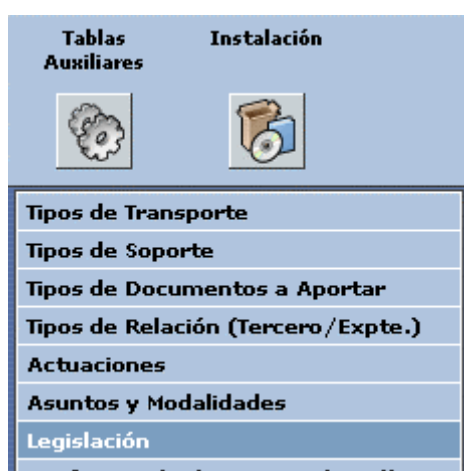 Tablas
Auxiliares
Instalación
Tipos de Transporte
Tipos de Soporte
Tipos de Documentos a Aportar
Tipos de Relación (Tercero/Expte.)
Actuaciones
Asuntos y Modalidades
Legislación